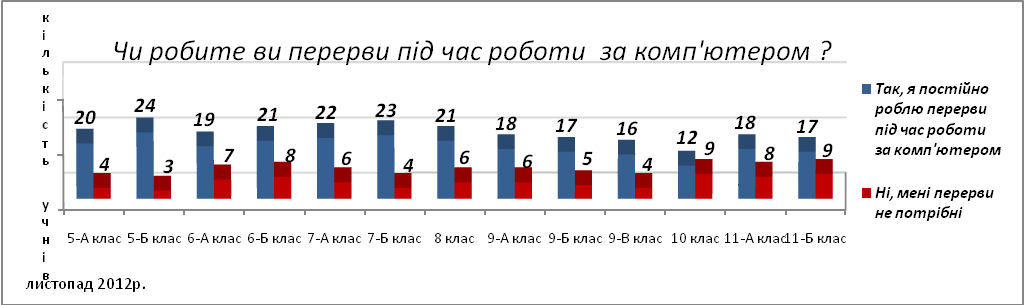 Чи робите ви перерви під час роботи за комп'ютером ?
кількість учнів
20 24 19 21 22 23 21 18 17 16 12 18 17
4 3 7 8 6 4 6 6 5 4 9 8 9
5-А клас 5-Б клас 6-А клас 6-Б клас 7-А клас 7-Б клас 8 клас 9-А клас 9-Б клас 9-В клас 10 клас 11-А клас 11-Б клас
Так, я постійно
роблю перерви
під час роботи
за комп'ютером
Ні, мені перерви
не потрібні
листопад 2012р.